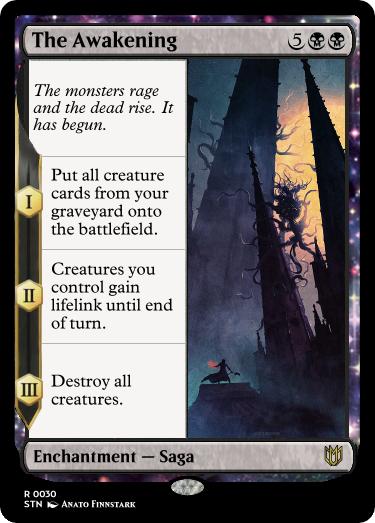 The Awakening 5
The monsters rage
and the dead rise. It
has begun.
I
Put all creature
cards from your
graveyard onto
the battlefield.
II
Creatures you
control gain
lifelink until end
of turn.
III
Destroy all
creatures.
Enchantment — Saga
R 0030
STN Anato Finnstark